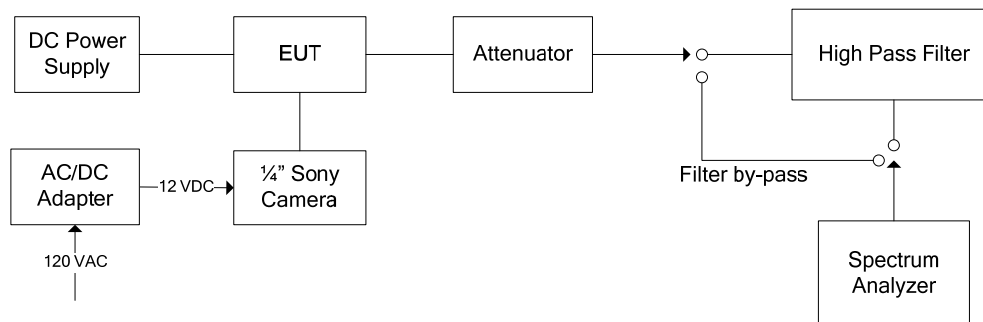 DC Power
Supply
EUT
Attenuator
High Pass Filter
AC/DC
Adapter
12 VDC
¼” Sony
Camera
Filter by-pass
120 VAC
Spectrum
Analyzer